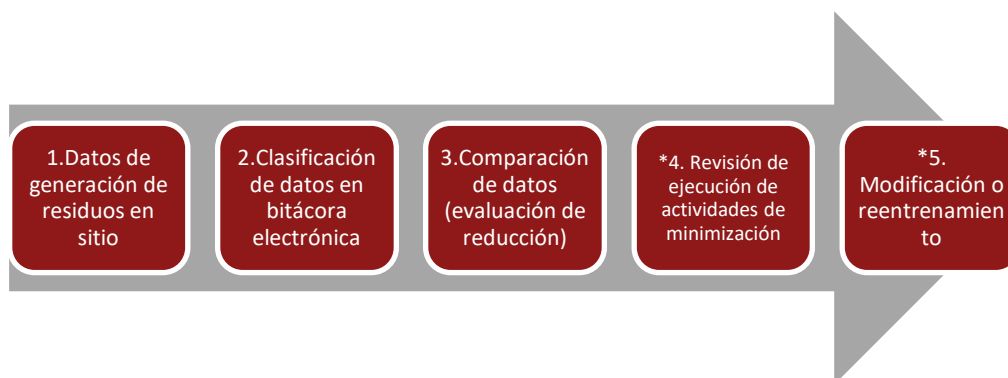 1.Datos de
generación de
residuos en
sitio
2.Clasificación
de datos en
bitácora
electrónica
3.Comparación
de datos
(evaluación de
reducción)
*4. Revisión de
ejecución de
actividades de
minimización
*5.
Modificación o
reentrenamien
to